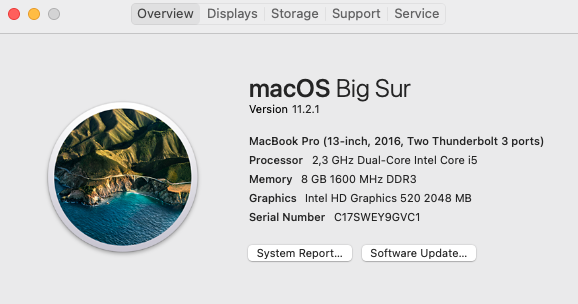 Overview Displays Storage Support Service
macOS Big Sur
Version 11.2.1
MacBook Pro (13-inch, 2016, Two Thunderbolt 3 ports)
Processor 2,3 GHz Dual-Core Intel Core i5
Memory 8 GB 1600 MHz DDR3
Graphics Intel HD Graphics 520 2048 MB
Serial Number C17SWEY9GVC1
System Report... Software Update...